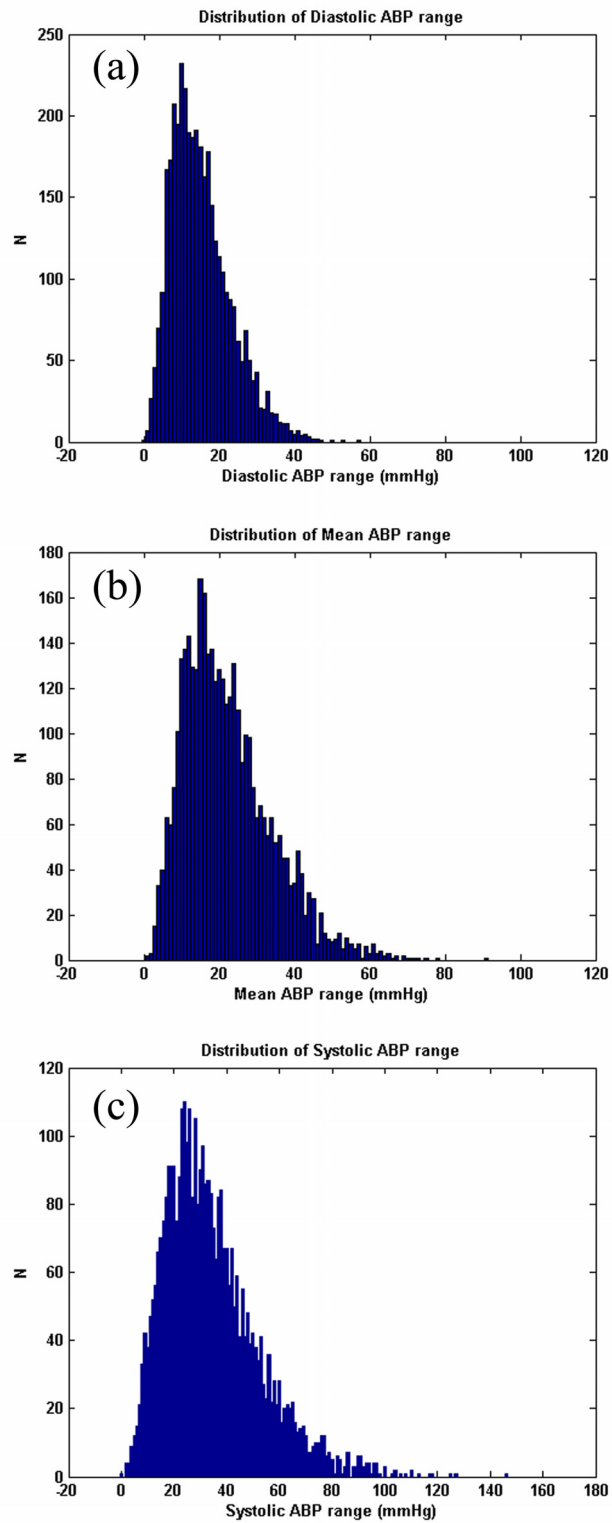 Distribution of Diastolic ABP range
(a)
250
200
150
100
50
0
N
-20 0 20 40 60 80 100 120
Diastolic ABP range (mmHg)
Distribution of Mean ABP range
(b)
180
160
140
120
100
80
60
40
20
0
N
-20 0 20 40 60 80 100 120
Mean ABP range (mmHg)
Distribution of Systolic ABP range
(c)
120
100
80
60
40
20
0
N
-20 0 20 40 60 80 100 120 140 160 180
Systolic ABP range (mmHg)